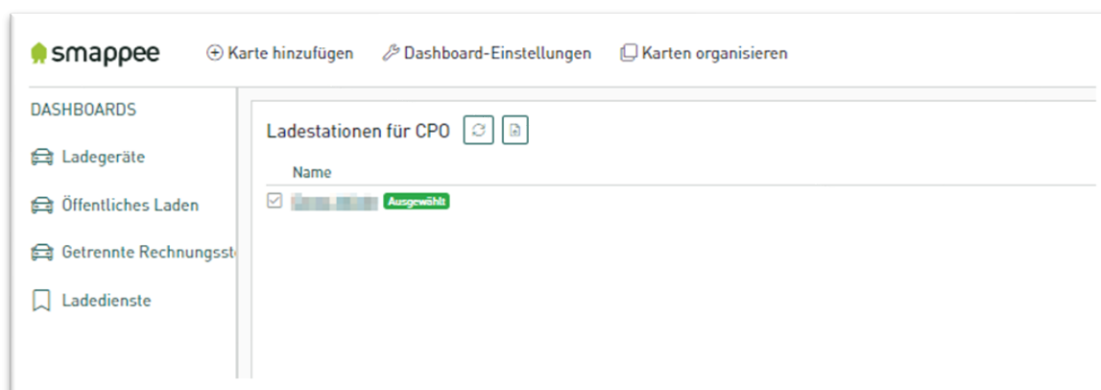 smappee Karte hinzufügen Dashboard-Einstellungen Karten organisieren
DASHBOARDS
Ladegeräte
Öffentliches Laden
Getrennte Rechnungsst
Ladedienste
Ladestationen für CPO
Name
Ausgewählt